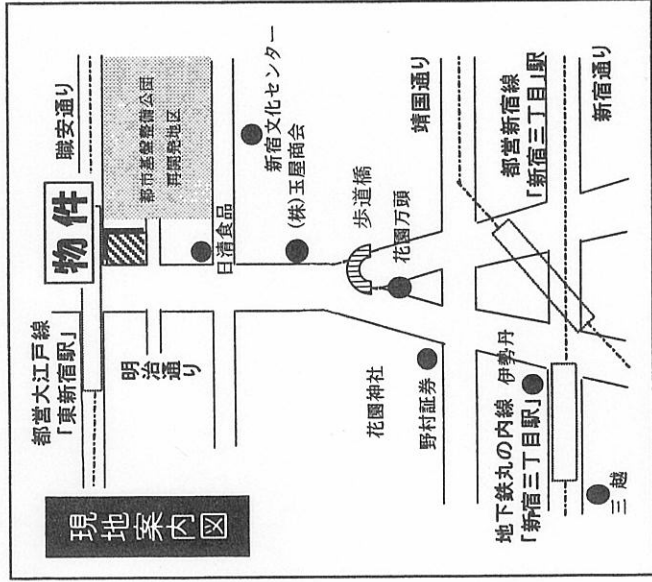 現地案内図
都営大江戸線
「東新宿駅」
物件
職安通り
都市基盤整備公団
再開発地区
明治
通り
日清食品
新宿文化センター
(株)玉屋商会
歩道橋
花園万頭
花園神社
野村証券
靖国通り
都営新宿線
「新宿三丁目」駅
地下鉄丸の内線
「新宿三丁目駅」
伊勢丹
三越
新宿通り